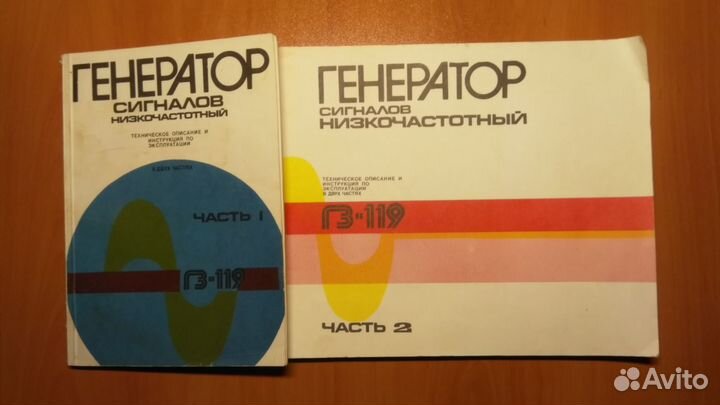 ГЕНЕРАТОР
СИГНАЛОВ
НИЗКОЧАСТОТНЫЙ
ТЕХНИЧЕСКОЕ ОПИСАНИЕ И
ИНСТРУКЦИЯ ПО
ЭКСПЛУАТАЦИИ
В ДВУХ ЧАСТЯХ
ЧАСТЬ 1
Г3-119
ГЕНЕРАТОР
СИГНАЛОВ
НИЗКОЧАСТОТНЫЙ
ТЕХНИЧЕСКОЕ ОПИСАНИЕ И
ИНСТРУКЦИЯ ПО
ЭКСПЛУАТАЦИИ
В ДВУХ ЧАСТЯХ
Г3-119
ЧАСТЬ 2
Avito